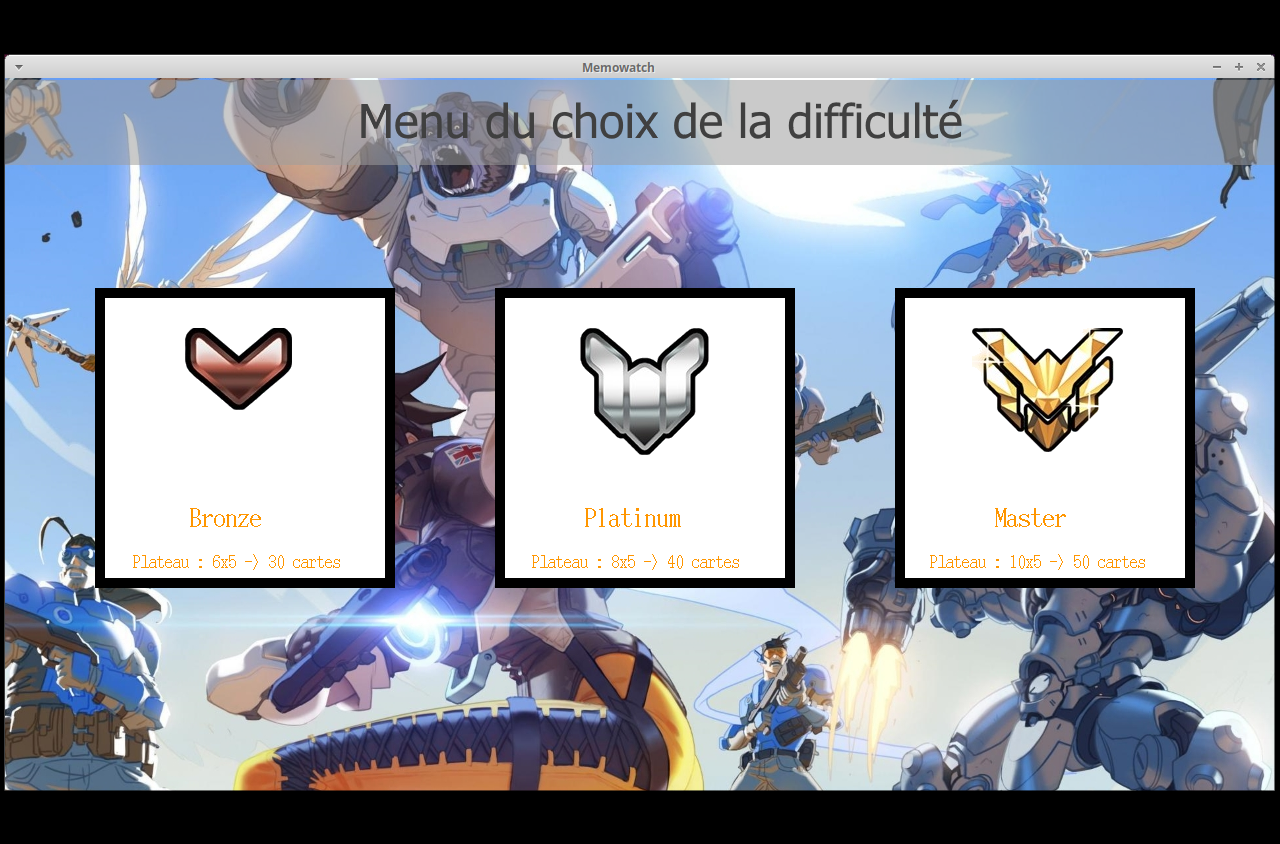 Memowatch
Menu du choix de la difficulté
Bronze
Plateau : 6x5 -> 30 cartes
Platinum
Plateau : 8x5 -> 40 cartes
Master
Plateau : 10x5 -> 50 cartes